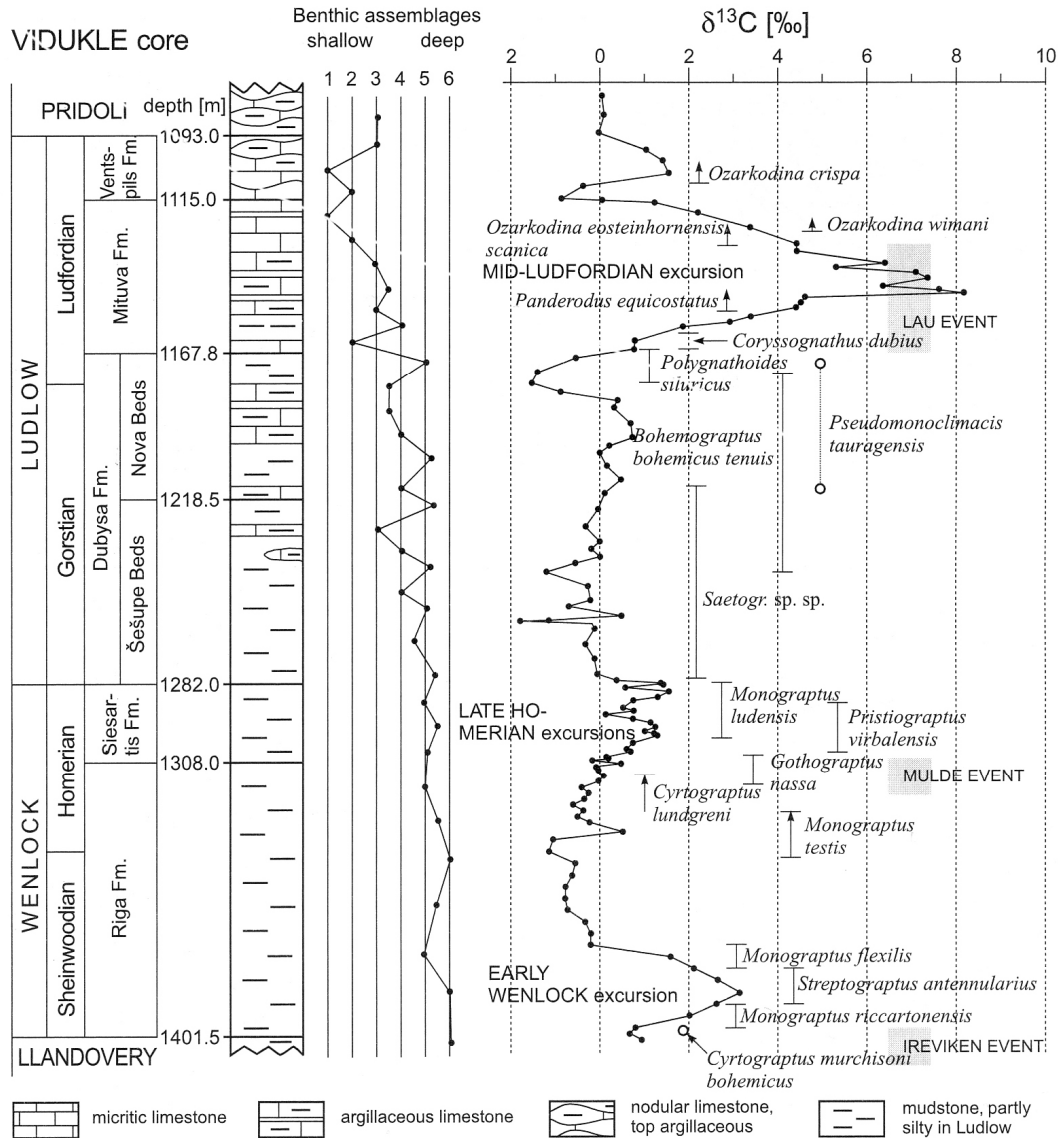 VIDUKLE core
Benthic assemblages
shallow deep
1 2 3 4 5 6
δ13C [‰]
2 0 2 4 6 8 10
PRIDOLI
depth [m]
1093.0
1115.0
1167.8
1218.5
1282.0
1308.0
1401.5
LUDLOW
WENLOCK
LLANDOVERY
Ludfordian
Gorstian
Homerian
Sheinwoodian
Vents-
pils Fm.
Mituva Fm.
Dubysa Fm.
Nova Beds
Šešupe Beds
Siesar-
tis Fm.
Riga Fm.
Ozarkodina crispa
Ozarkodina eosteinhornensis
scanica
Ozarkodina wimani
MID-LUDFORDIAN excursion
Panderodus equicostatus
LAU EVENT
Coryssognathus dubius
Polygnathoides
siluricus
Bohemograptus
bohemicus tenuis
Pseudomonoclimacis
tauragensis
Saetogr. sp. sp.
LATE HO-
MERIAN excursions
Monograptus
ludensis
Pristiograptus
virbalensis
Gothograptus
nassa
MULDE EVENT
Cyrtograptus
lundgreni
Monograptus
testis
Monograptus flexilis
EARLY
WENLOCK excursion
Streptograptus antennularius
Monograptus riccartonensis
IREVIKEN EVENT
Cyrtograptus murchisoni
bohemicus
micritic limestone
argillaceous limestone
nodular limestone,
top argillaceous
mudstone, partly
silty in Ludlow